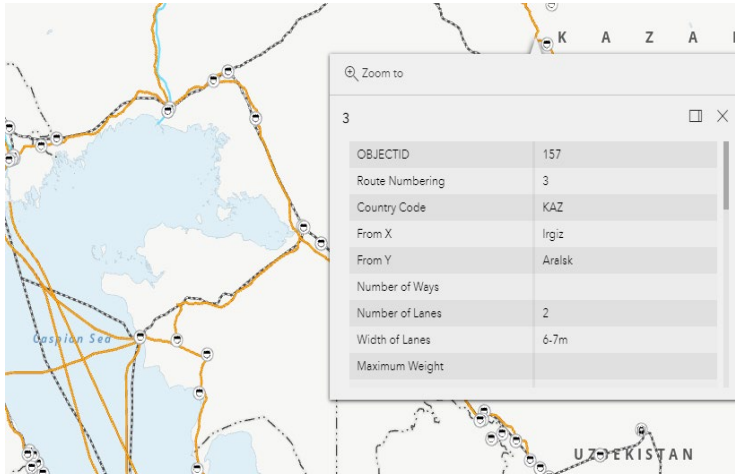 K A Z A
Zoom to
3
OBJECTID 157
Route Numbering 3
Country Code KAZ
From X Irgiz
From Y Aralsk
Number of Ways
Number of Lanes 2
Width of Lanes 6-7m
Maximum Weight
Caspian Sea
UZBEKISTAN